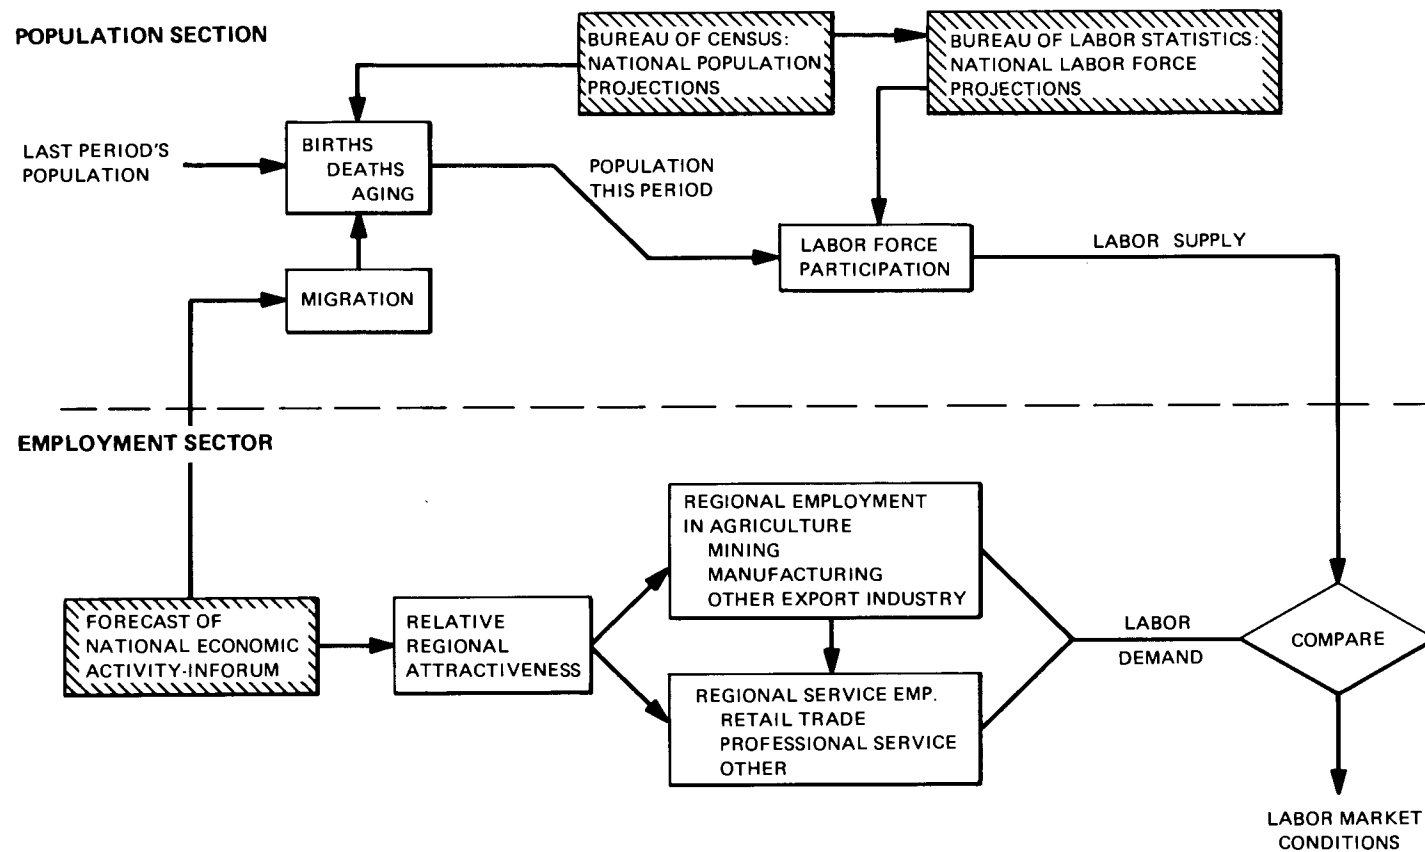 POPULATION SECTION
BUREAU OF CENSUS:
NATIONAL POPULATION
PROJECTIONS
BUREAU OF LABOR STATISTICS:
NATIONAL LABOR FORCE
PROJECTIONS
LAST PERIOD'S
POPULATION
BIRTHS
DEATHS
AGING
POPULATION
THIS PERIOD
LABOR FORCE
PARTICIPATION
LABOR SUPPLY
MIGRATION
EMPLOYMENT SECTOR
REGIONAL EMPLOYMENT
IN AGRICULTURE
MINING
MANUFACTURING
OTHER EXPORT INDUSTRY
FORECAST OF
NATIONAL ECONOMIC
ACTIVITY-INFORUM
RELATIVE
REGIONAL
ATTRACTIVENESS
LABOR
DEMAND
COMPARE
REGIONAL SERVICE EMP.
RETAIL TRADE
PROFESSIONAL SERVICE
OTHER
LABOR MARKET
CONDITIONS